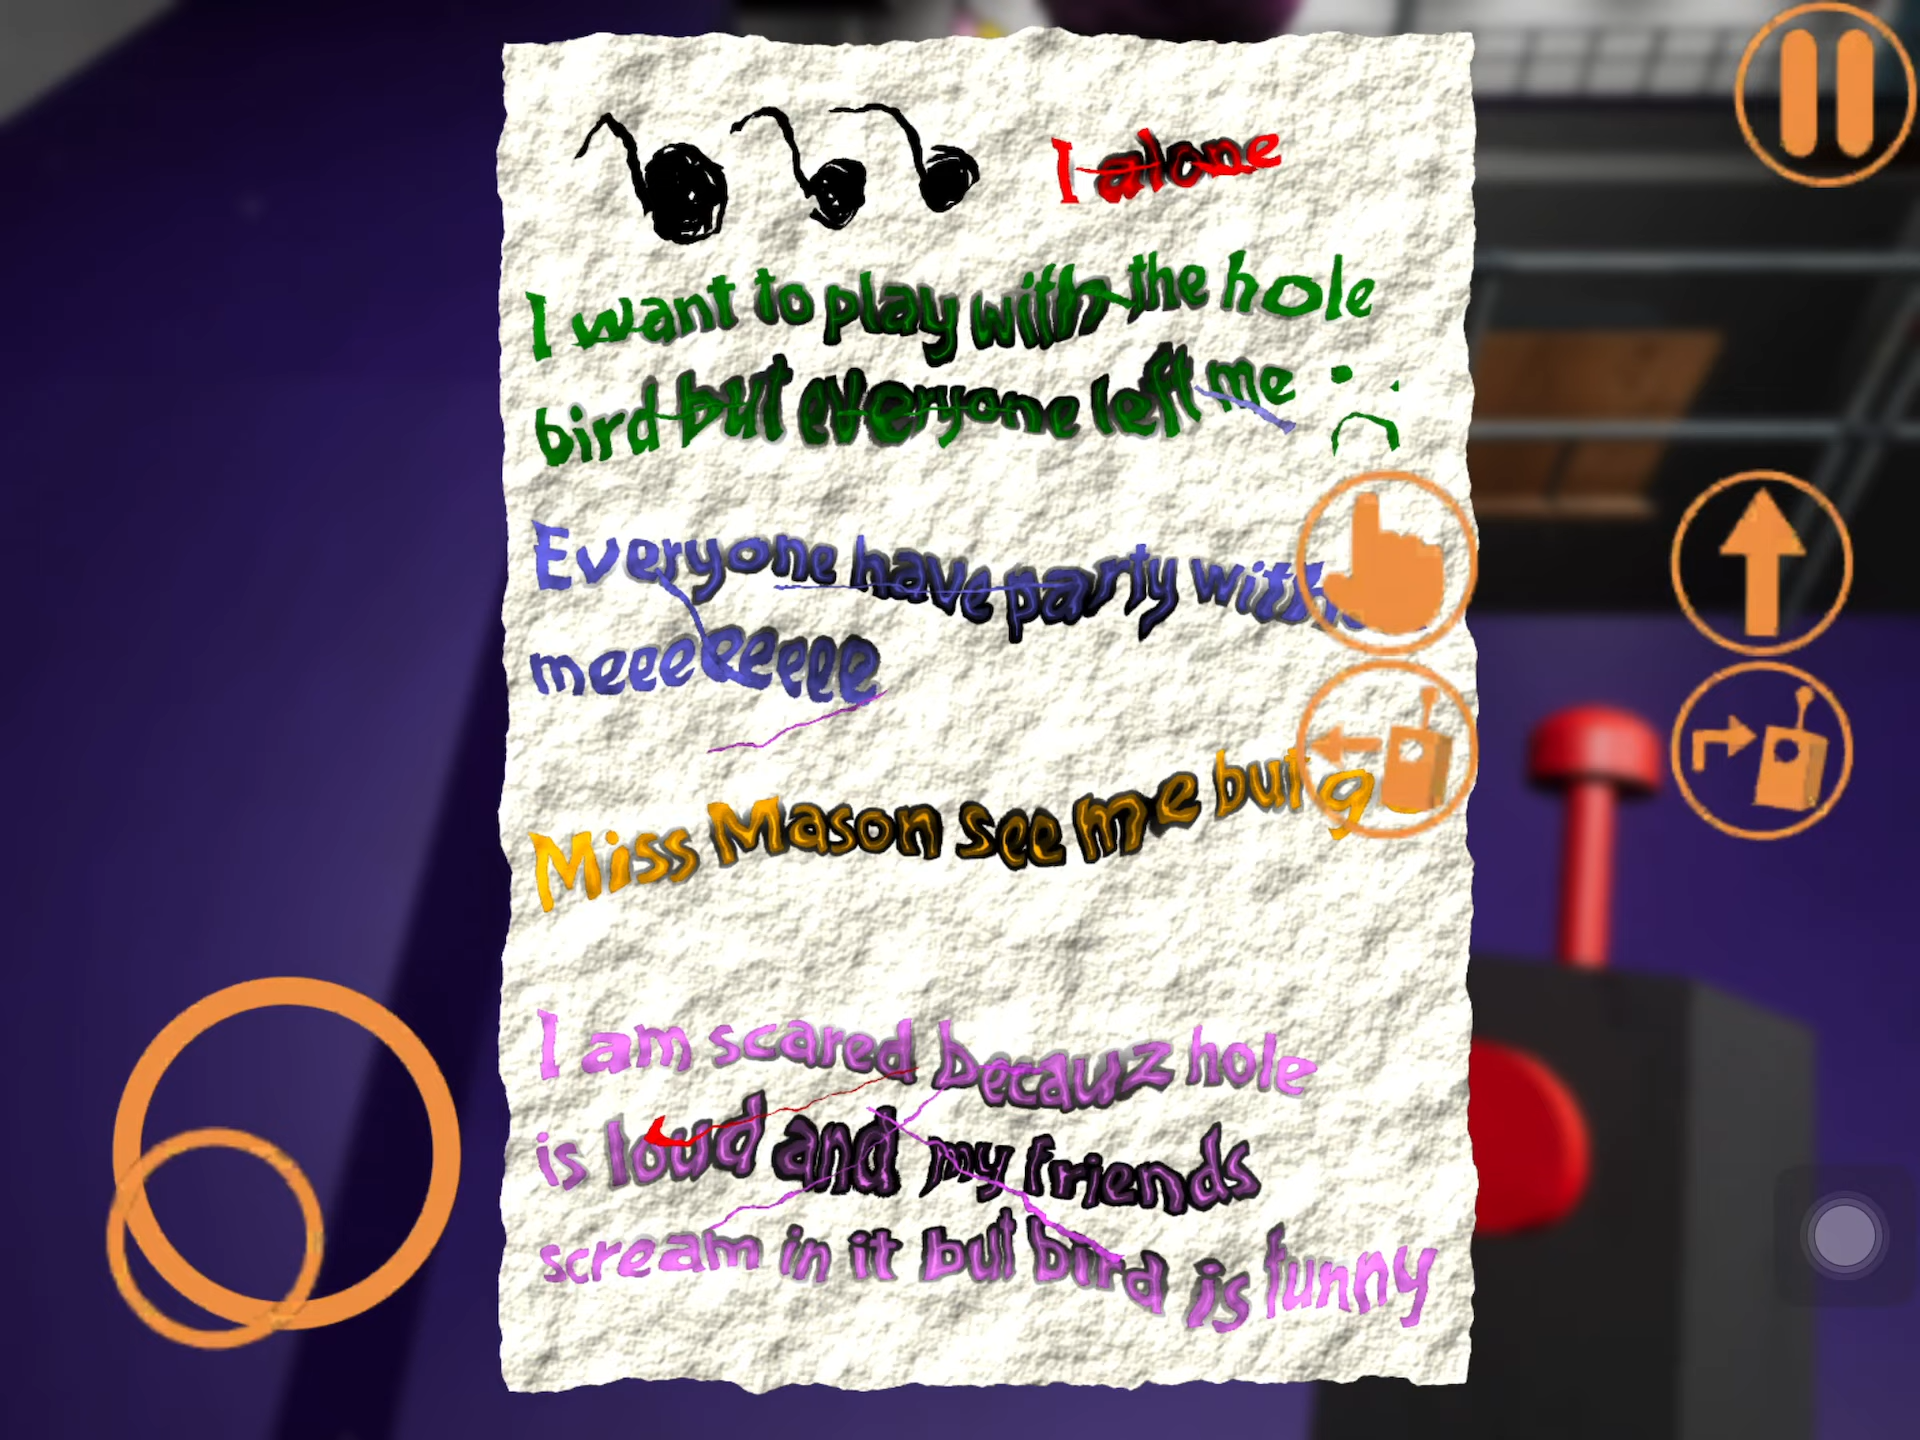 I alone
I want to play with the hole
bird but everyone left me
Everyone have party with
meeeeeeee
Miss Mason see me but
I am scared becauz hole
is loud and my friends
scream in it but bird is funny